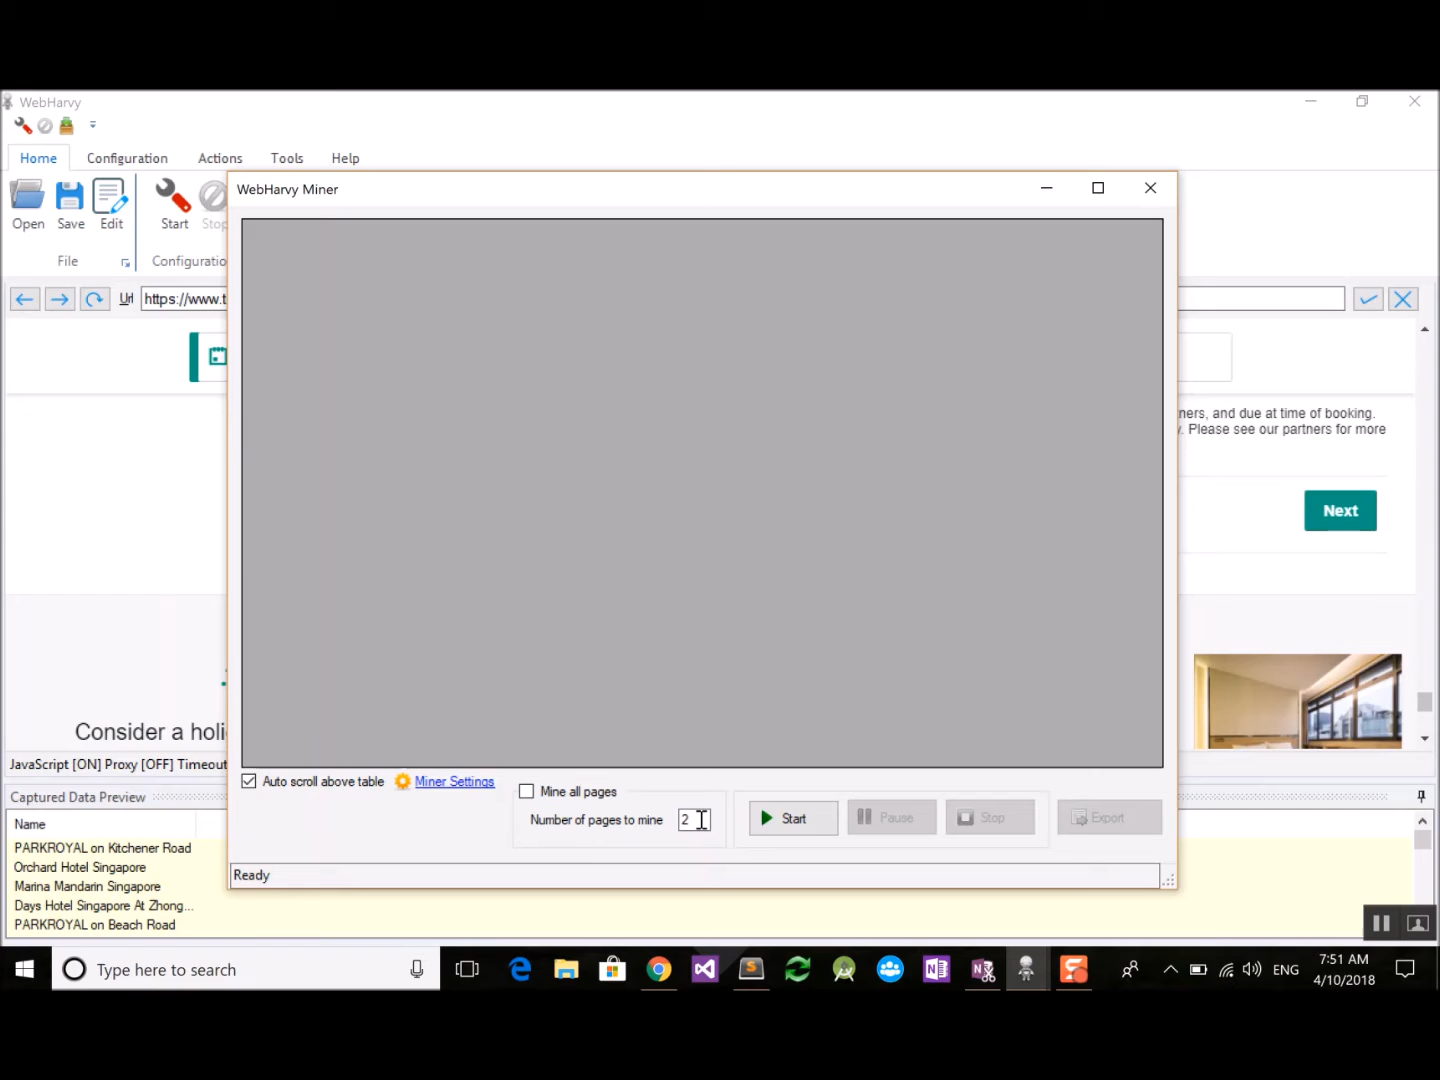 WebHarvy
Home Configuration Actions Tools Help
Open Save Edit Start Stop
File Configuratio
WebHarvy Miner
Url https://www.t
ners, and due at time of booking.
Please see our partners for more
Next
Consider a holi
JavaScript [ON] Proxy [OFF] Timeout
Auto scroll above table Miner Settings
Mine all pages
Number of pages to mine 2
Start Pause Stop Export
Ready
Captured Data Preview
Name
PARKROYAL on Kitchener Road
Orchard Hotel Singapore
Marina Mandarin Singapore
Days Hotel Singapore At Zhong...
PARKROYAL on Beach Road
Type here to search
ENG
7:51 AM
4/10/2018